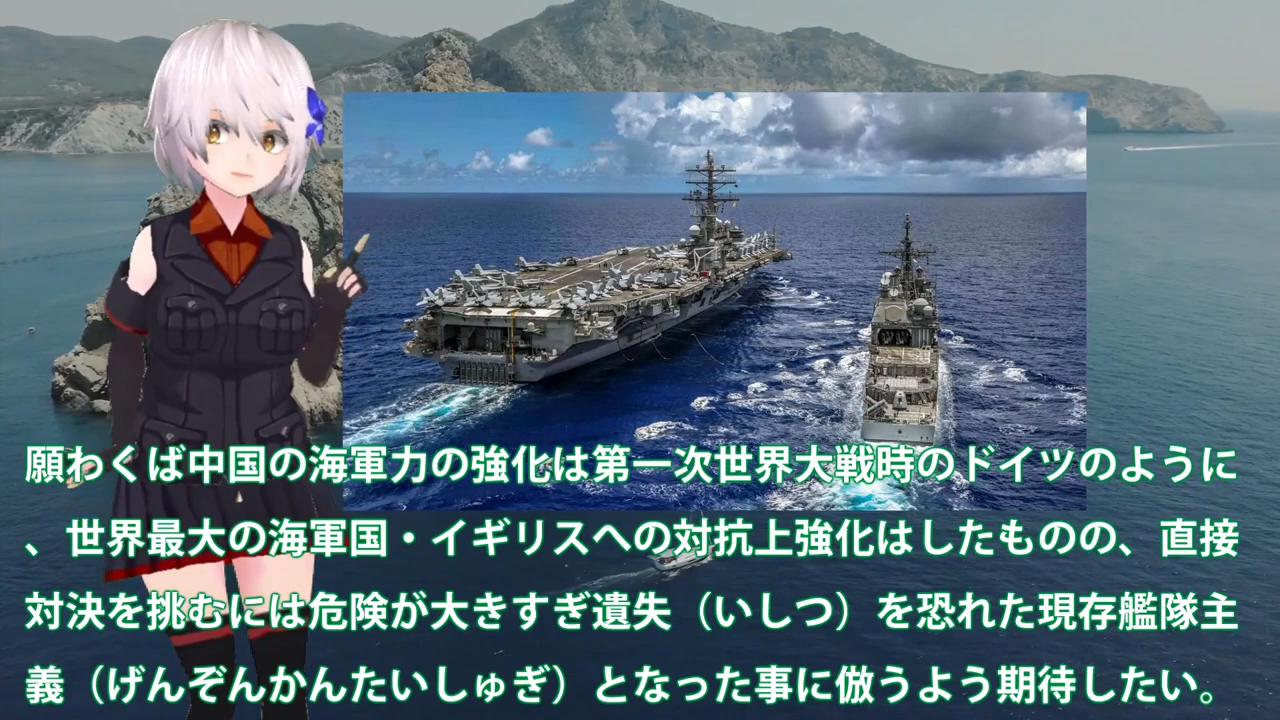 願わくば中国の海軍力の強化は第一次世界大戦時のドイツのように
、世界最大の海軍国・イギリスへの対抗上強化はしたものの、直接
対決を挑むには危険が大きすぎ遺失（いしつ）を恐れた現存艦隊主
義（げんぞんかんたいしゅぎ）となった事に倣うよう期待したい。